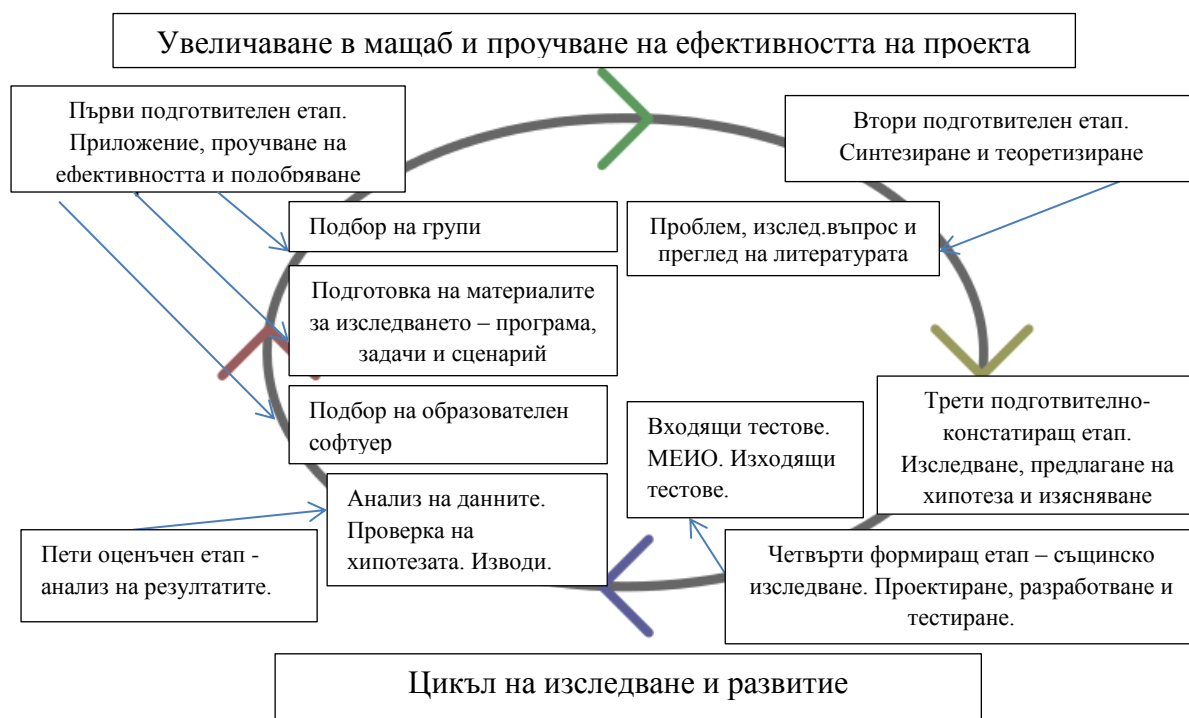 Увеличаване в мащаб и проучване на ефективността на проекта
Първи подготвителен етап.
Приложение, проучване на
ефективността и подобряване
Втори подготвителен етап.
Синтезиране и теоретизиране
Подбор на групи
Проблем, изслед.въпрос и
преглед на литературата
Подготовка на материалите
за изследването – програма,
задачи и сценарий
Подбор на образователен
софтуер
Трети подготвително-
констатиращ етап.
Изследване, предлагане на
хипотеза и изясняване
Входящи тестове.
МЕИО. Изходящи
тестове.
Анализ на данните.
Проверка на
хипотезата. Изводи.
Пети оценъчен етап -
анализ на резултатите.
Четвърти формиращ етап – същинско
изследване. Проектиране, разработване и
тестиране.
Цикъл на изследване и развитие